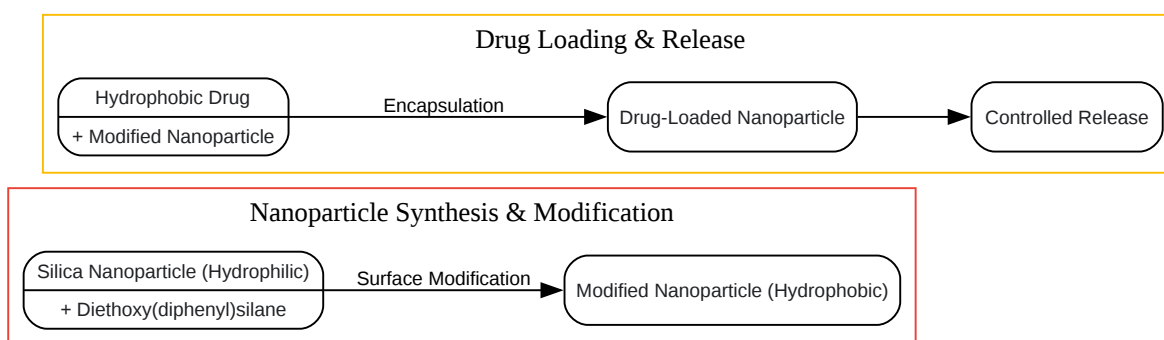 Drug Loading & Release
Hydrophobic Drug
+ Modified Nanoparticle
Encapsulation
Drug-Loaded Nanoparticle
Controlled Release
Nanoparticle Synthesis & Modification
Silica Nanoparticle (Hydrophilic)
+ Diethoxy(diphenyl)silane
Surface Modification
Modified Nanoparticle (Hydrophobic)